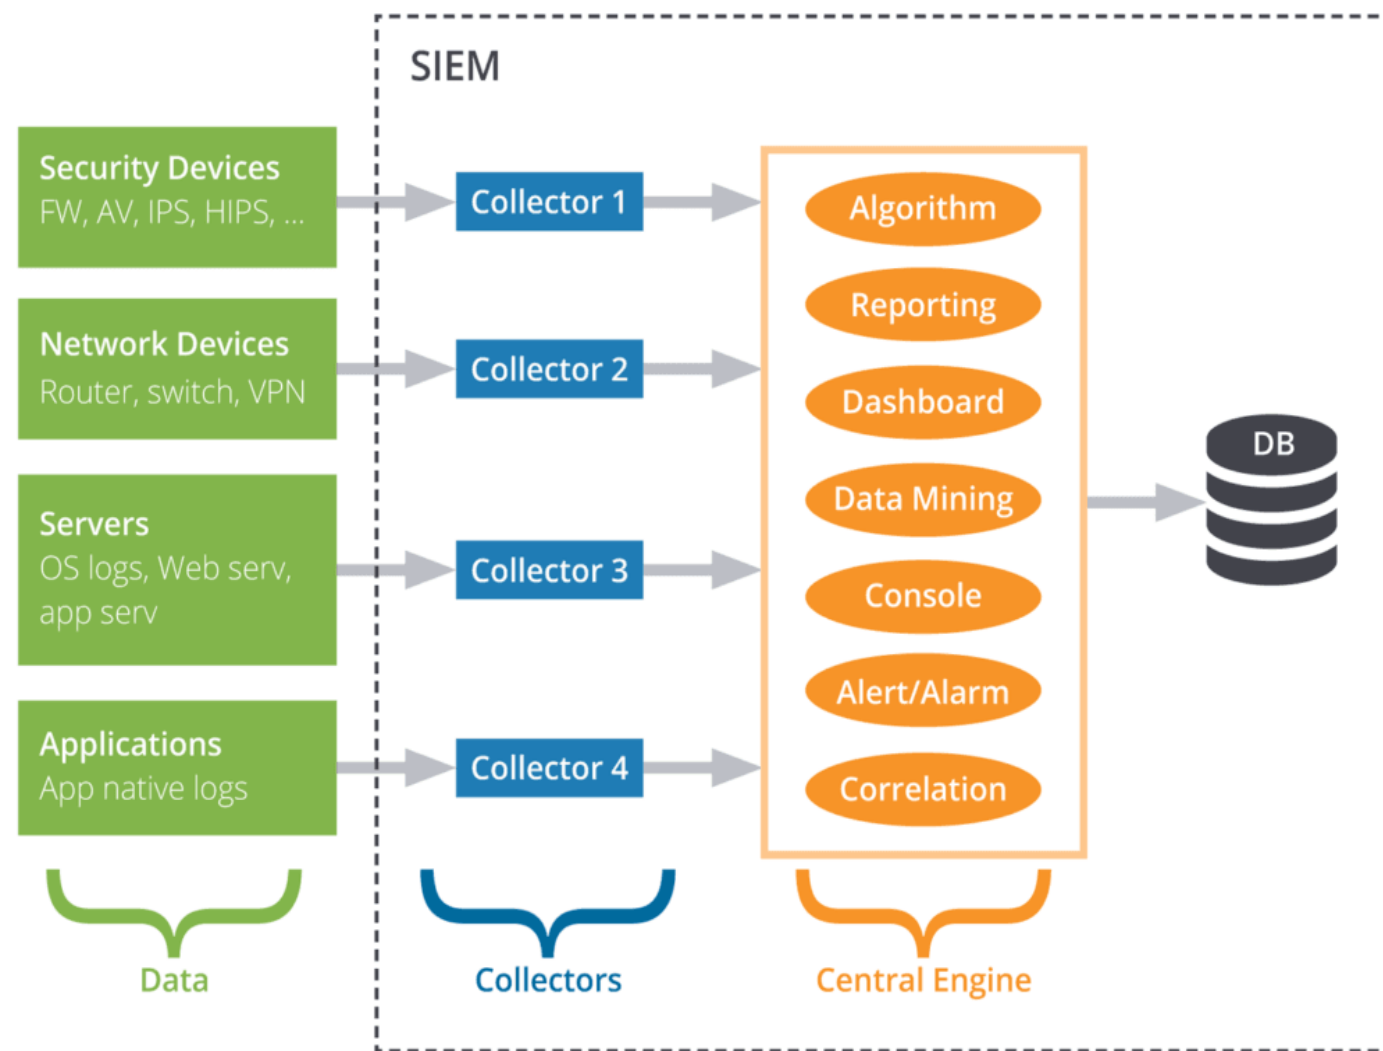 SIEM
Security Devices
FW, AV, IPS, HIPS, ...
Network Devices
Router, switch, VPN
Servers
OS logs, Web serv,
app serv
Applications
App native logs
Data
Collector 1
Collector 2
Collector 3
Collector 4
Collectors
Algorithm
Reporting
Dashboard
Data Mining
Console
Alert/Alarm
Correlation
Central Engine
DB